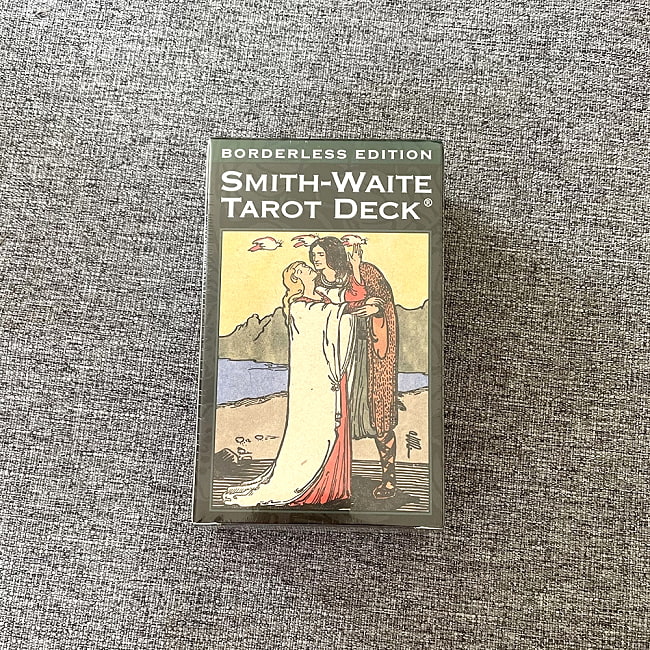 BORDERLESS EDITION
SMITH-WAITE
TAROT DECK®